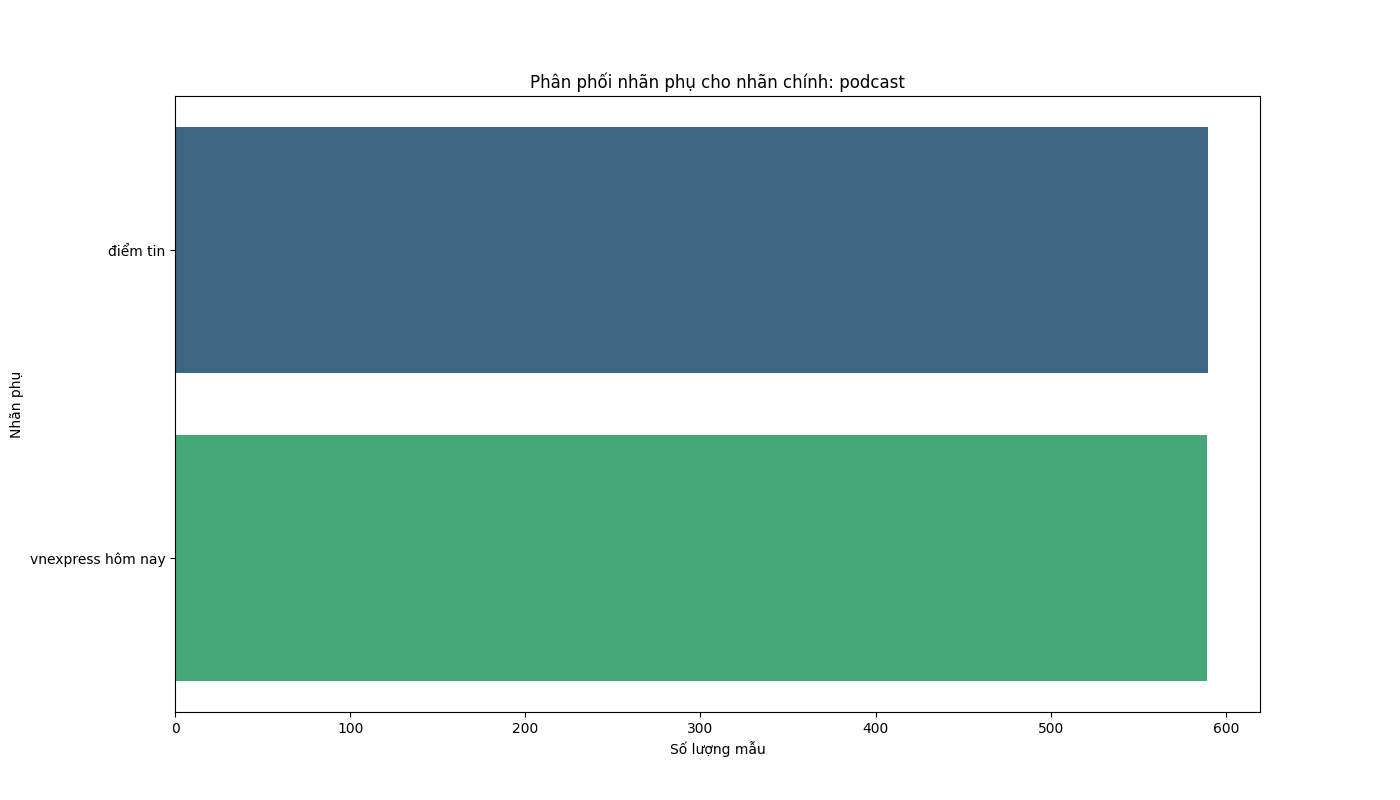 Phân phối nhãn phụ cho nhãn chính: podcast
Nhãn phụ
điểm tin
vnexpress hôm nay
0 100 200 300 400 500 600
Số lượng mẫu